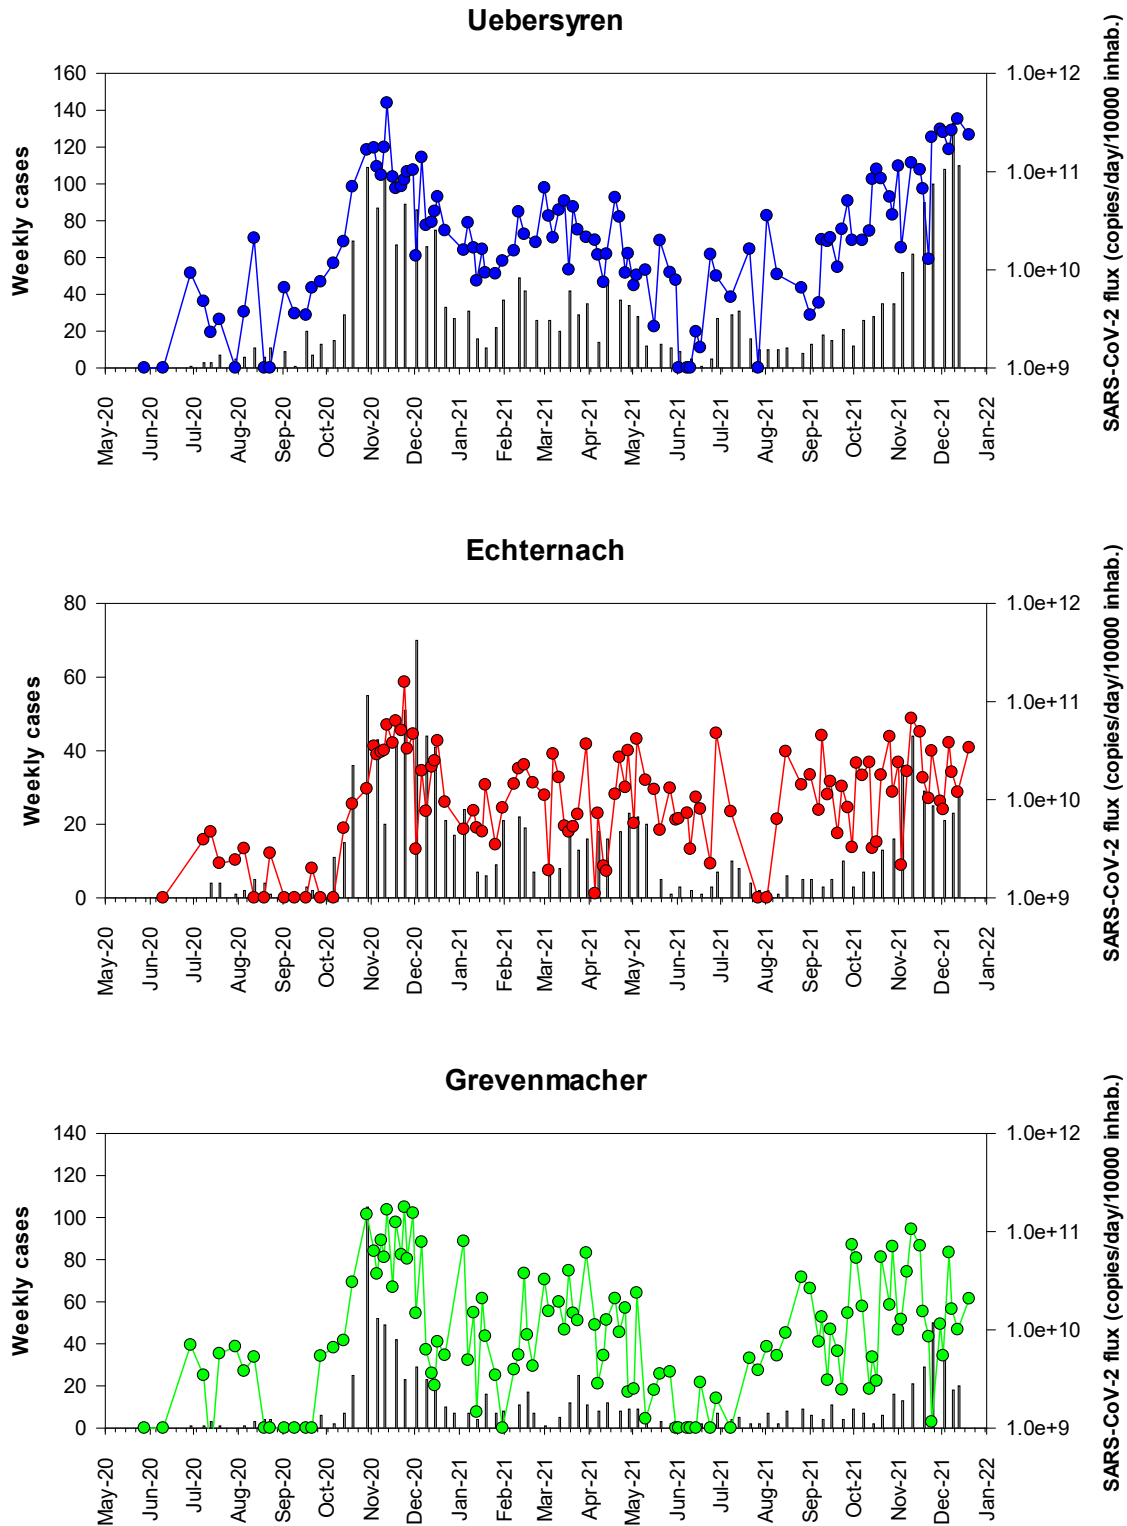 Uebersyren
Weekly cases
160
140
120
100
80
60
40
20
0
1.0e+12
1.0e+11
1.0e+10
1.0e+9
SARS-CoV-2 flux (copies/day/10000 inhab.)
May-20
Jun-20
Jul-20
Aug-20
Sep-20
Oct-20
Nov-20
Dec-20
Jan-21
Feb-21
Mar-21
Apr-21
May-21
Jun-21
Jul-21
Aug-21
Sep-21
Oct-21
Nov-21
Dec-21
Jan-22
Echternach
Weekly cases
80
60
40
20
0
1.0e+12
1.0e+11
1.0e+10
1.0e+9
SARS-CoV-2 flux (copies/day/10000 inhab.)
May-20
Jun-20
Jul-20
Aug-20
Sep-20
Oct-20
Nov-20
Dec-20
Jan-21
Feb-21
Mar-21
Apr-21
May-21
Jun-21
Jul-21
Aug-21
Sep-21
Oct-21
Nov-21
Dec-21
Jan-22
Grevenmacher
Weekly cases
140
120
100
80
60
40
20
0
1.0e+12
1.0e+11
1.0e+10
1.0e+9
SARS-CoV-2 flux (copies/day/10000 inhab.)
May-20
Jun-20
Jul-20
Aug-20
Sep-20
Oct-20
Nov-20
Dec-20
Jan-21
Feb-21
Mar-21
Apr-21
May-21
Jun-21
Jul-21
Aug-21
Sep-21
Oct-21
Nov-21
Dec-21
Jan-22